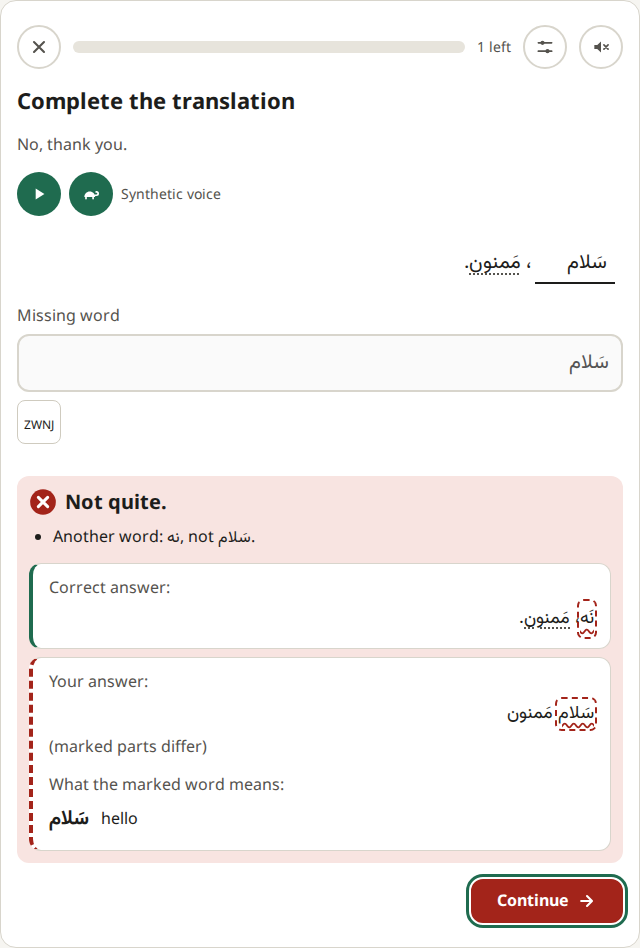 1 left
Complete the translation
No, thank you.
Synthetic voice
سَلام ، مَمنون.
Missing word
سَلام
ZWNJ
Not quite.
Another word: نه, not سَلام.
Correct answer:
نَه، مَمنون.
Your answer:
سَلام مَمنون
(marked parts differ)
What the marked word means:
سَلام hello
Continue